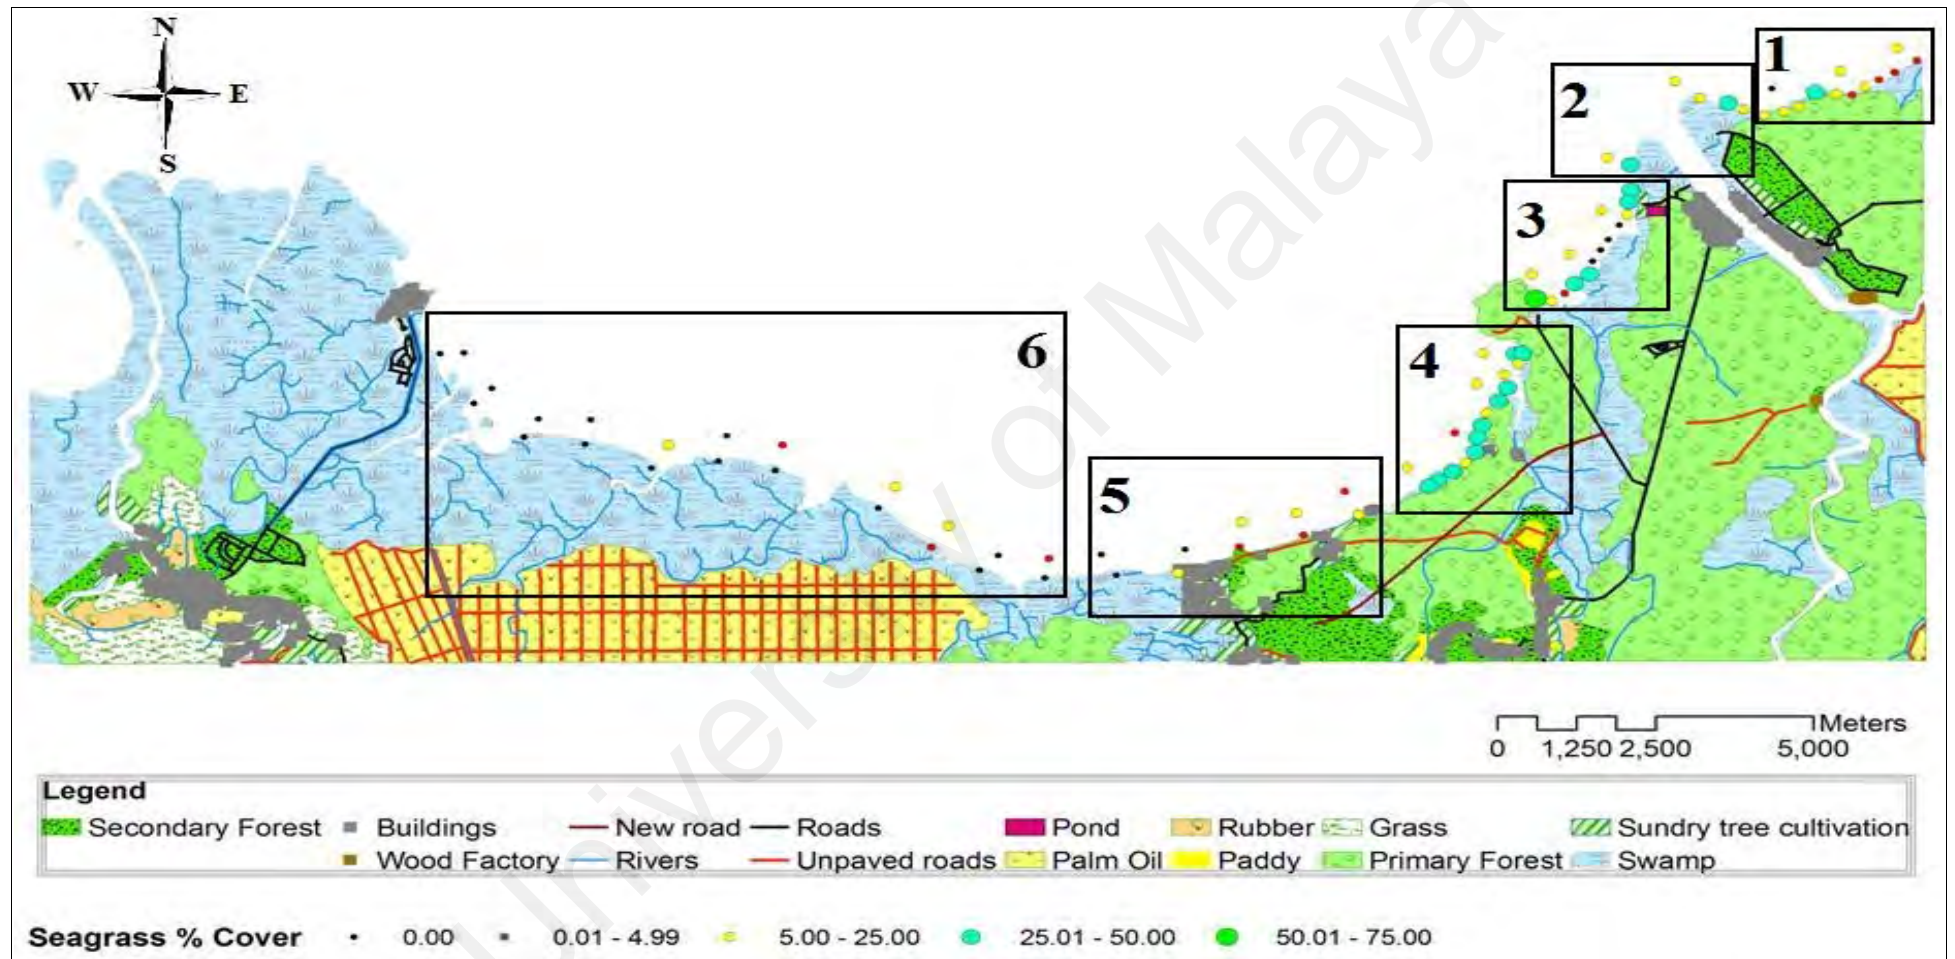 N
W E
S
1
2
3
4
5
6
University of Malaya
Meters
0 1,250 2,500 5,000
Legend
Secondary Forest Buildings New road Roads Pond Rubber Grass Sundry tree cultivation
Wood Factory Rivers Unpaved roads Palm Oil Paddy Primary Forest Swamp
Seagrass % Cover 0.00 0.01 - 4.99 5.00 - 25.00 25.01 - 50.00 50.01 - 75.00